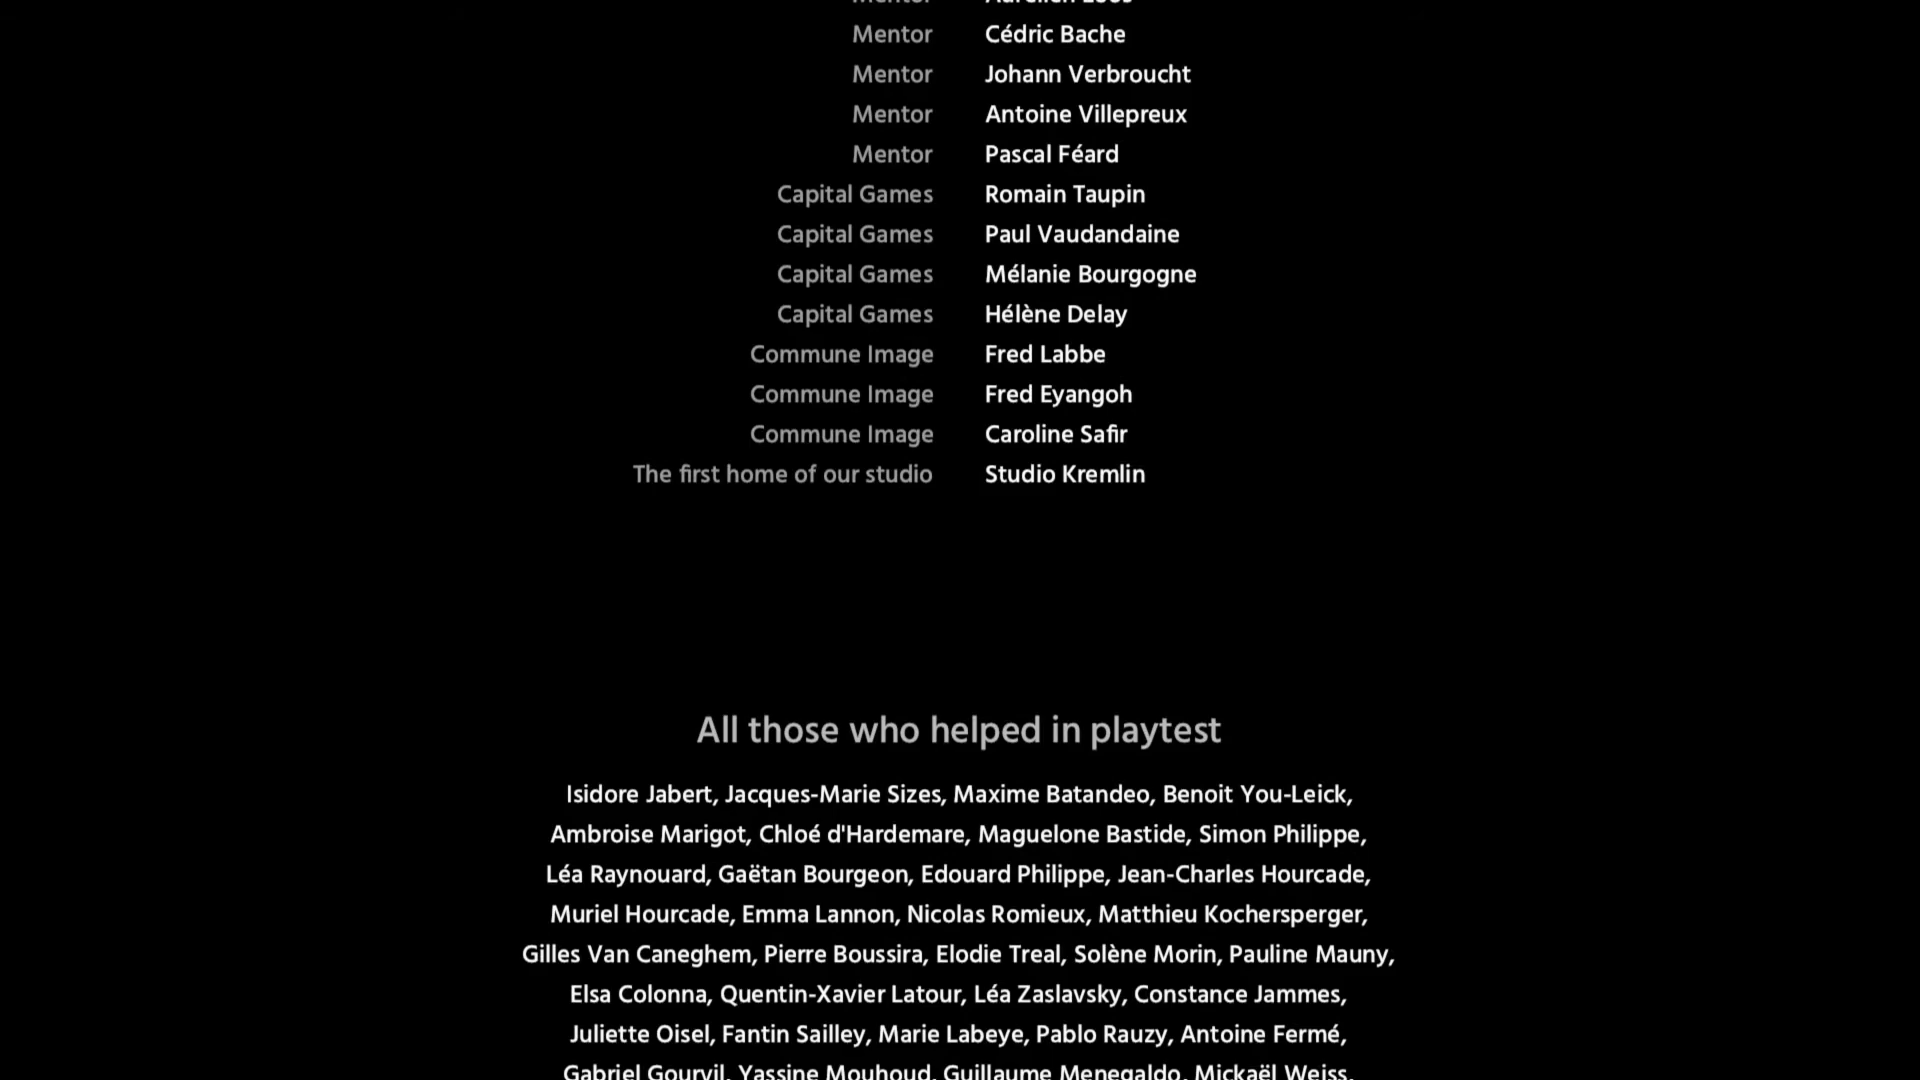 Mentor Cédric Bache
Mentor Johann Verbroucht
Mentor Antoine Villepreux
Mentor Pascal Féard
Capital Games Romain Taupin
Capital Games Paul Vaudandaine
Capital Games Mélanie Bourgogne
Capital Games Hélène Delay
Commune Image Fred Labbe
Commune Image Fred Eyangoh
Commune Image Caroline Safir
The first home of our studio Studio Kremlin
All those who helped in playtest
Isidore Jabert, Jacques-Marie Sizes, Maxime Batandeo, Benoit You-Leick,
Ambroise Marigot, Chloé d'Hardemare, Maguelone Bastide, Simon Philippe,
Léa Raynouard, Gaëtan Bourgeon, Edouard Philippe, Jean-Charles Hourcade,
Muriel Hourcade, Emma Lannon, Nicolas Romieux, Matthieu Kochersperger,
Gilles Van Caneghem, Pierre Boussira, Elodie Treal, Solène Morin, Pauline Mauny,
Elsa Colonna, Quentin-Xavier Latour, Léa Zaslavsky, Constance Jammes,
Juliette Oisel, Fantin Sailley, Marie Labeye, Pablo Rauzy, Antoine Fermé,
Gabriel Gourvil, Yassine Mouhoud, Guillaume Menegaldo, Mickaël Weiss,